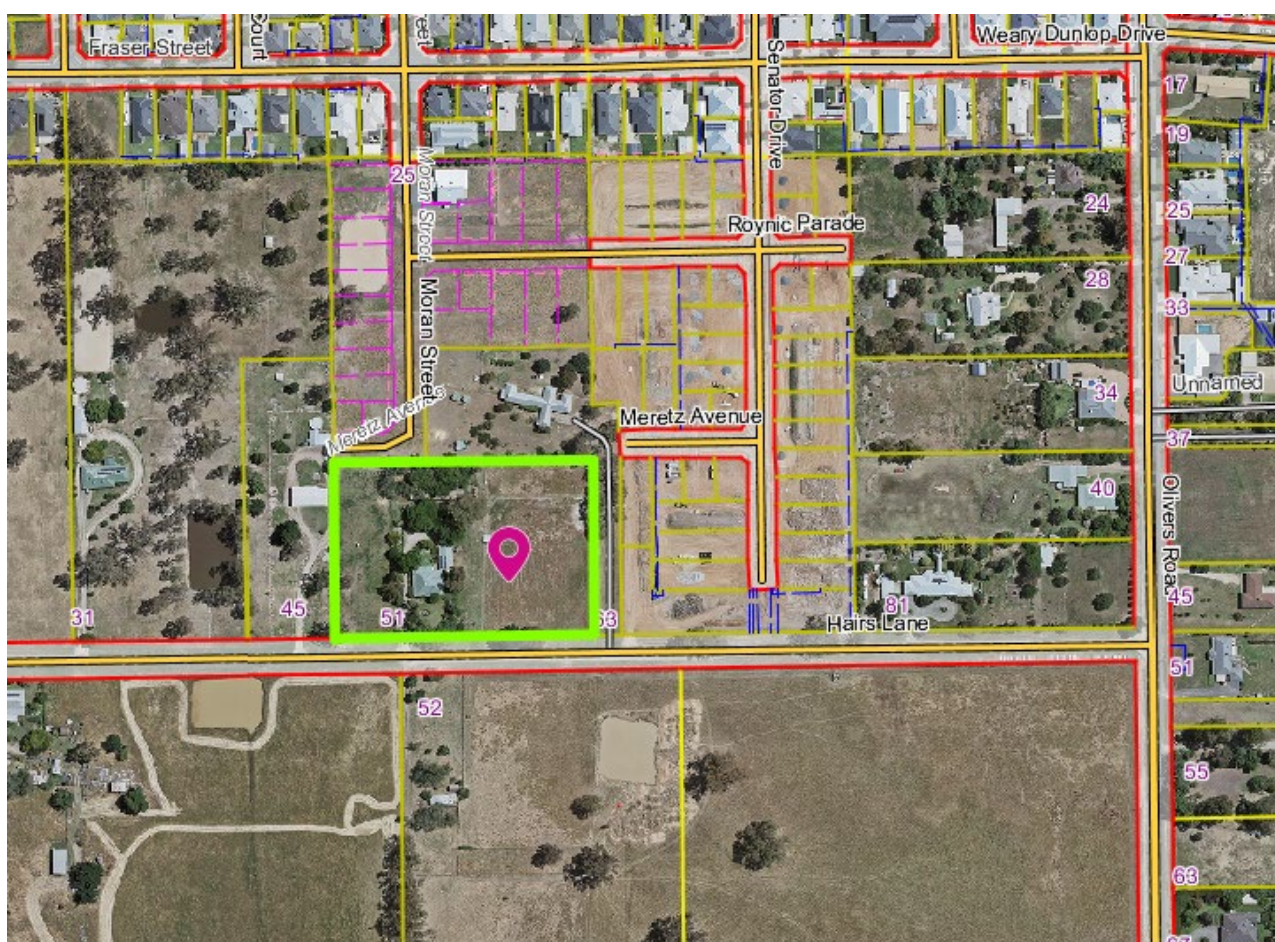 Fraser Street
Court
reet
Senator Drive
Weary Dunlop Drive
17
19
25
Moran Street
24
25
Roynic Parade
27
28
33
Moran Street
Unnamed
34
Meretz Avenue
Meretz Avenue
37
40
Olivers Road
31
45
51
63
81
45
Hairs Lane
51
52
55
63
67